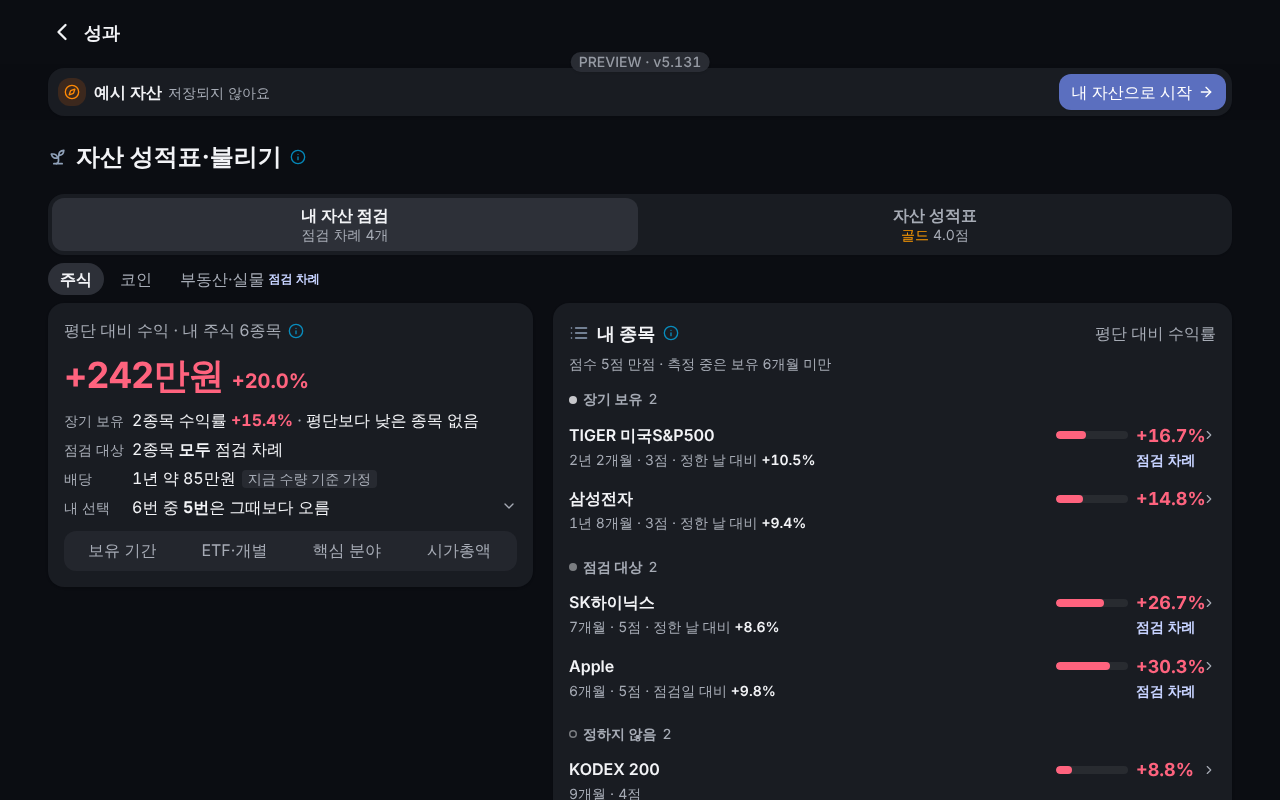 성과
PREVIEW · v5.131
예시 자산 저장되지 않아요
내 자산으로 시작
자산 성적표·불리기
내 자산 점검
점검 차례 4개
자산 성적표
골드 4.0점
주식
코인
부동산·실물 점검 차례
평단 대비 수익 · 내 주식 6종목
+242만원 +20.0%
장기 보유 2종목 수익률 +15.4% · 평단보다 낮은 종목 없음
점검 대상 2종목 모두 점검 차례
배당 1년 약 85만원 지금 수량 기준 가정
내 선택 6번 중 5번은 그때보다 오름
보유 기간 ETF·개별 핵심 분야 시가총액
내 종목
평단 대비 수익률
점수 5점 만점 · 측정 중은 보유 6개월 미만
장기 보유 2
TIGER 미국S&P500 +16.7%
2년 2개월 · 3점 · 정한 날 대비 +10.5% 점검 차례
삼성전자 +14.8%
1년 8개월 · 3점 · 정한 날 대비 +9.4%
점검 대상 2
SK하이닉스 +26.7%
7개월 · 5점 · 정한 날 대비 +8.6% 점검 차례
Apple +30.3%
6개월 · 5점 · 점검일 대비 +9.8% 점검 차례
정하지 않음 2
KODEX 200 +8.8%
9개월 · 4점